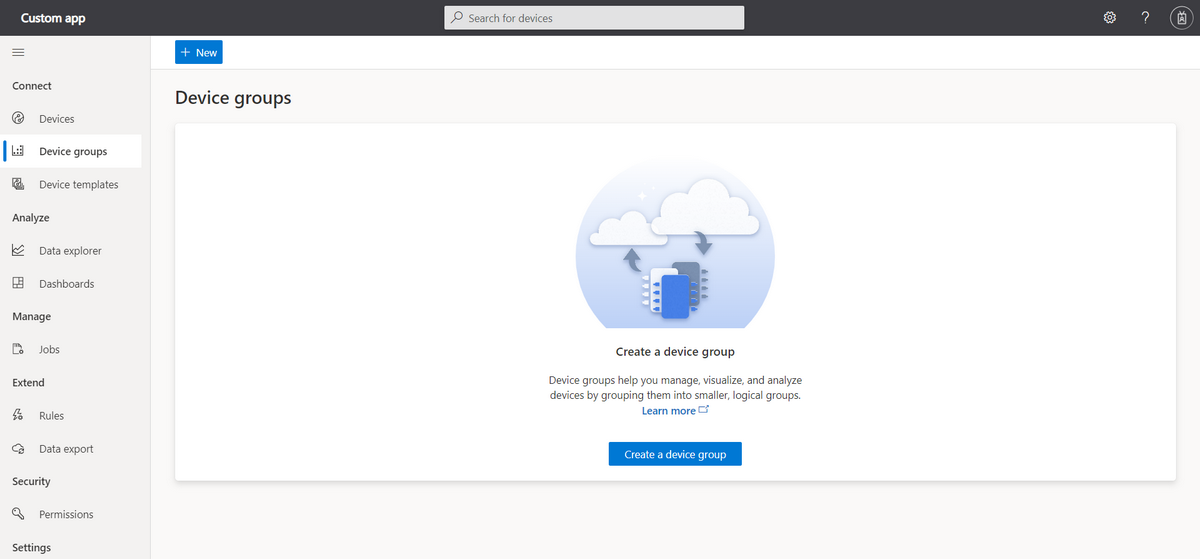 Custom app
Search for devices
?
+ New
Connect
Devices
Device groups
Device templates
Analyze
Data explorer
Dashboards
Manage
Jobs
Extend
Rules
Data export
Security
Permissions
Settings
Device groups
Create a device group
Device groups help you manage, visualize, and analyze
devices by grouping them into smaller, logical groups.
Learn more
Create a device group